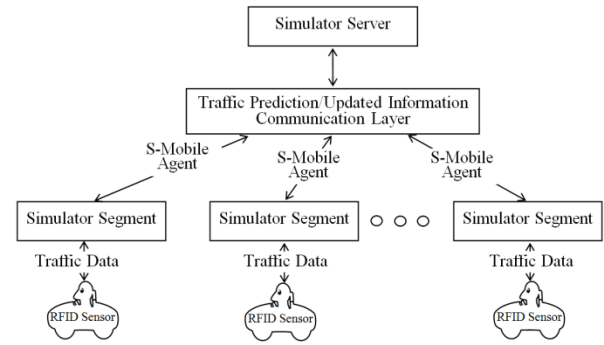 Simulator Server
Traffic Prediction/Updated Information
Communication Layer
S-Mobile
Agent
S-Mobile
Agent
S-Mobile
Agent
Simulator Segment
Simulator Segment
Simulator Segment
Traffic Data
Traffic Data
Traffic Data
RFID Sensor
RFID Sensor
RFID Sensor